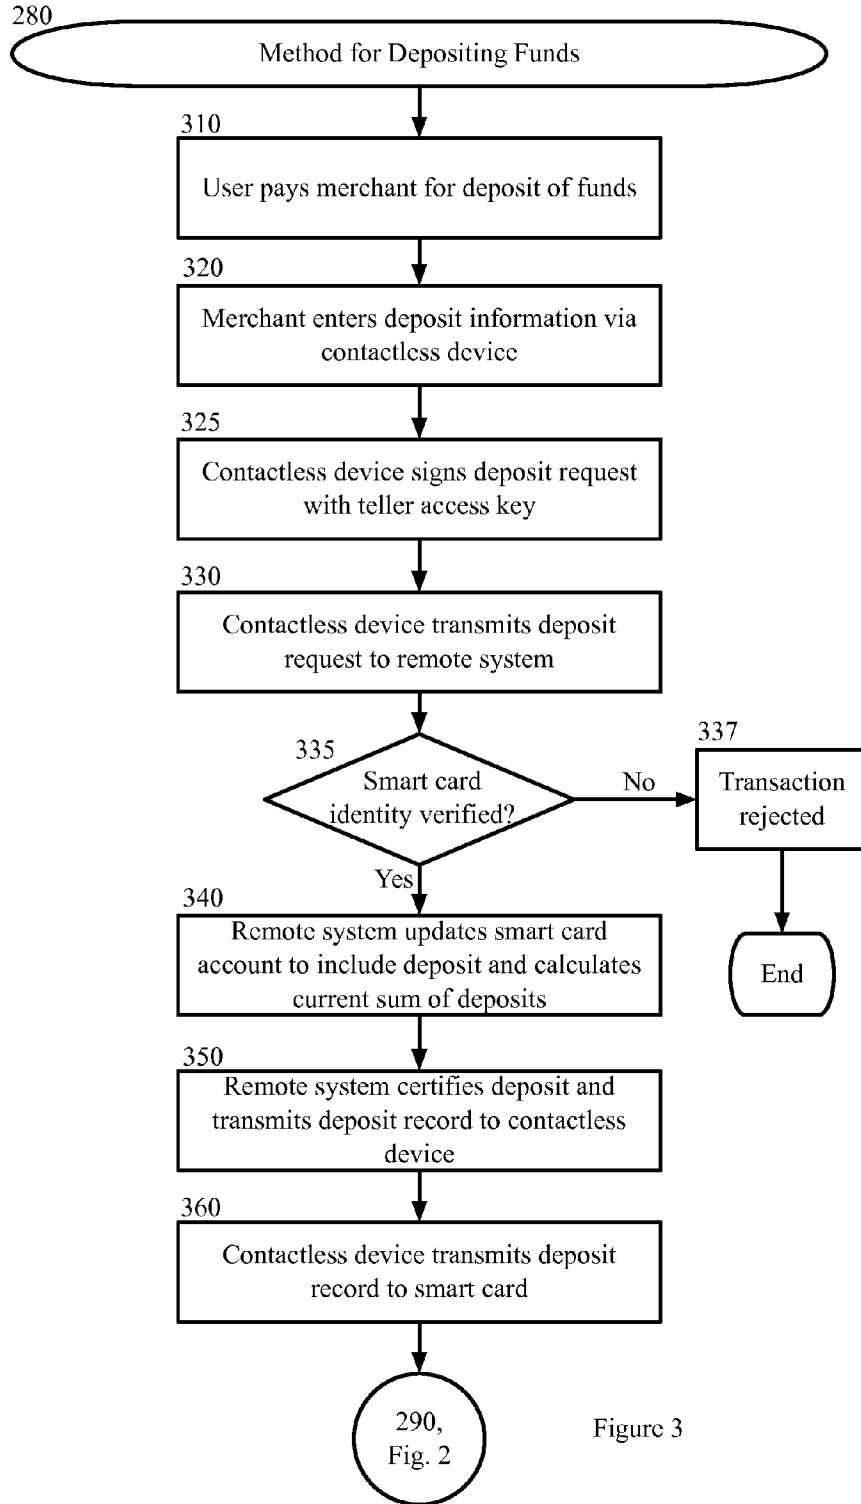 280
Method for Depositing Funds
310
User pays merchant for deposit of funds
320
Merchant enters deposit information via
contactless device
325
Contactless device signs deposit request
with teller access key
330
Contactless device transmits deposit
request to remote system
335
Smart card
identity verified?
No
337
Transaction
rejected
End
Yes
340
Remote system updates smart card
account to include deposit and calculates
current sum of deposits
350
Remote system certifies deposit and
transmits deposit record to contactless
device
360
Contactless device transmits deposit
record to smart card
290,
Fig. 2
Figure 3